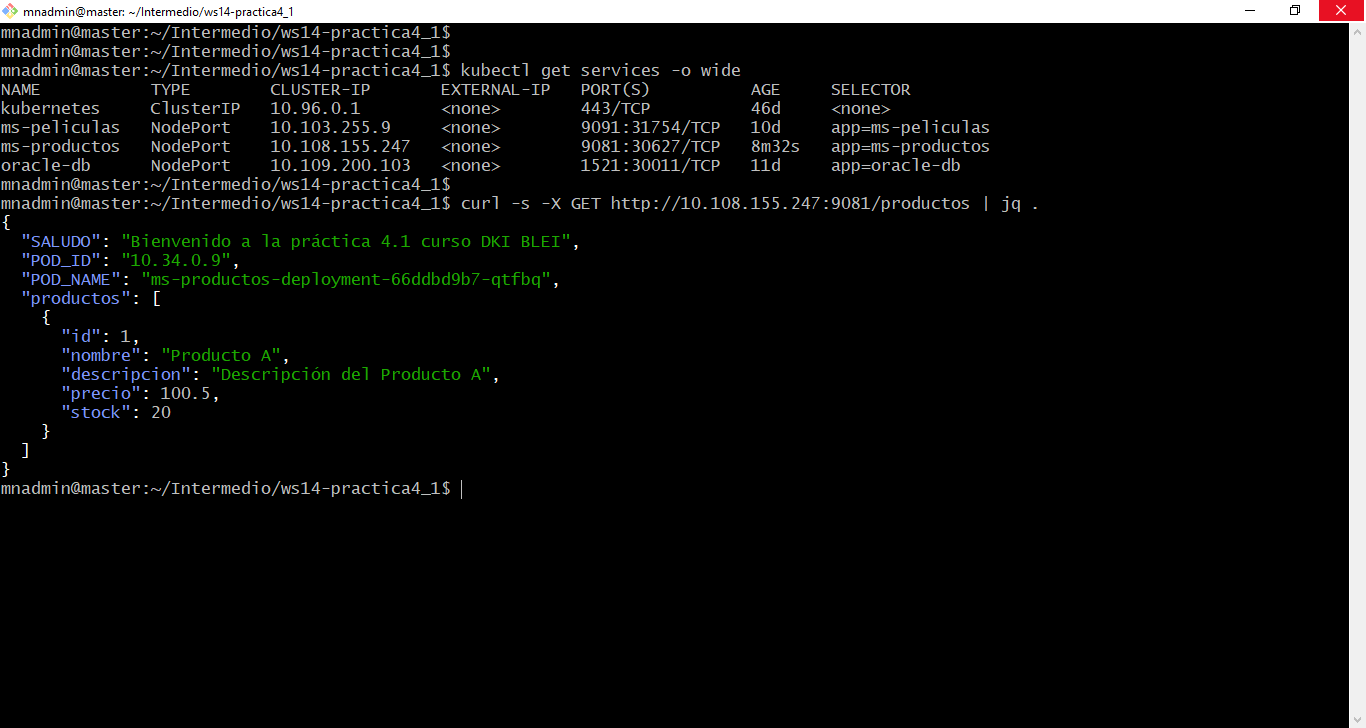 mnadmin@master: ~/Intermedio/ws14-practica4_1
mnadmin@master:~/Intermedio/ws14-practica4_1$
mnadmin@master:~/Intermedio/ws14-practica4_1$
mnadmin@master:~/Intermedio/ws14-practica4_1$ kubectl get services -o wide
NAME           TYPE        CLUSTER-IP       EXTERNAL-IP   PORT(S)          AGE     SELECTOR
kubernetes     ClusterIP   10.96.0.1        <none>        443/TCP          46d     <none>
ms-peliculas   NodePort    10.103.255.9     <none>        9091:31754/TCP   10d     app=ms-peliculas
ms-productos   NodePort    10.108.155.247   <none>        9081:30627/TCP   8m32s   app=ms-productos
oracle-db      NodePort    10.109.200.103   <none>        1521:30011/TCP   11d     app=oracle-db
mnadmin@master:~/Intermedio/ws14-practica4_1$
mnadmin@master:~/Intermedio/ws14-practica4_1$ curl -s -X GET http://10.108.155.247:9081/productos | jq .
{
  "SALUDO": "Bienvenido a la práctica 4.1 curso DKI BLEI",
  "POD_ID": "10.34.0.9",
  "POD_NAME": "ms-productos-deployment-66ddbd9b7-qtfbq",
  "productos": [
    {
      "id": 1,
      "nombre": "Producto A",
      "descripcion": "Descripción del Producto A",
      "precio": 100.5,
      "stock": 20
    }
  ]
}
mnadmin@master:~/Intermedio/ws14-practica4_1$